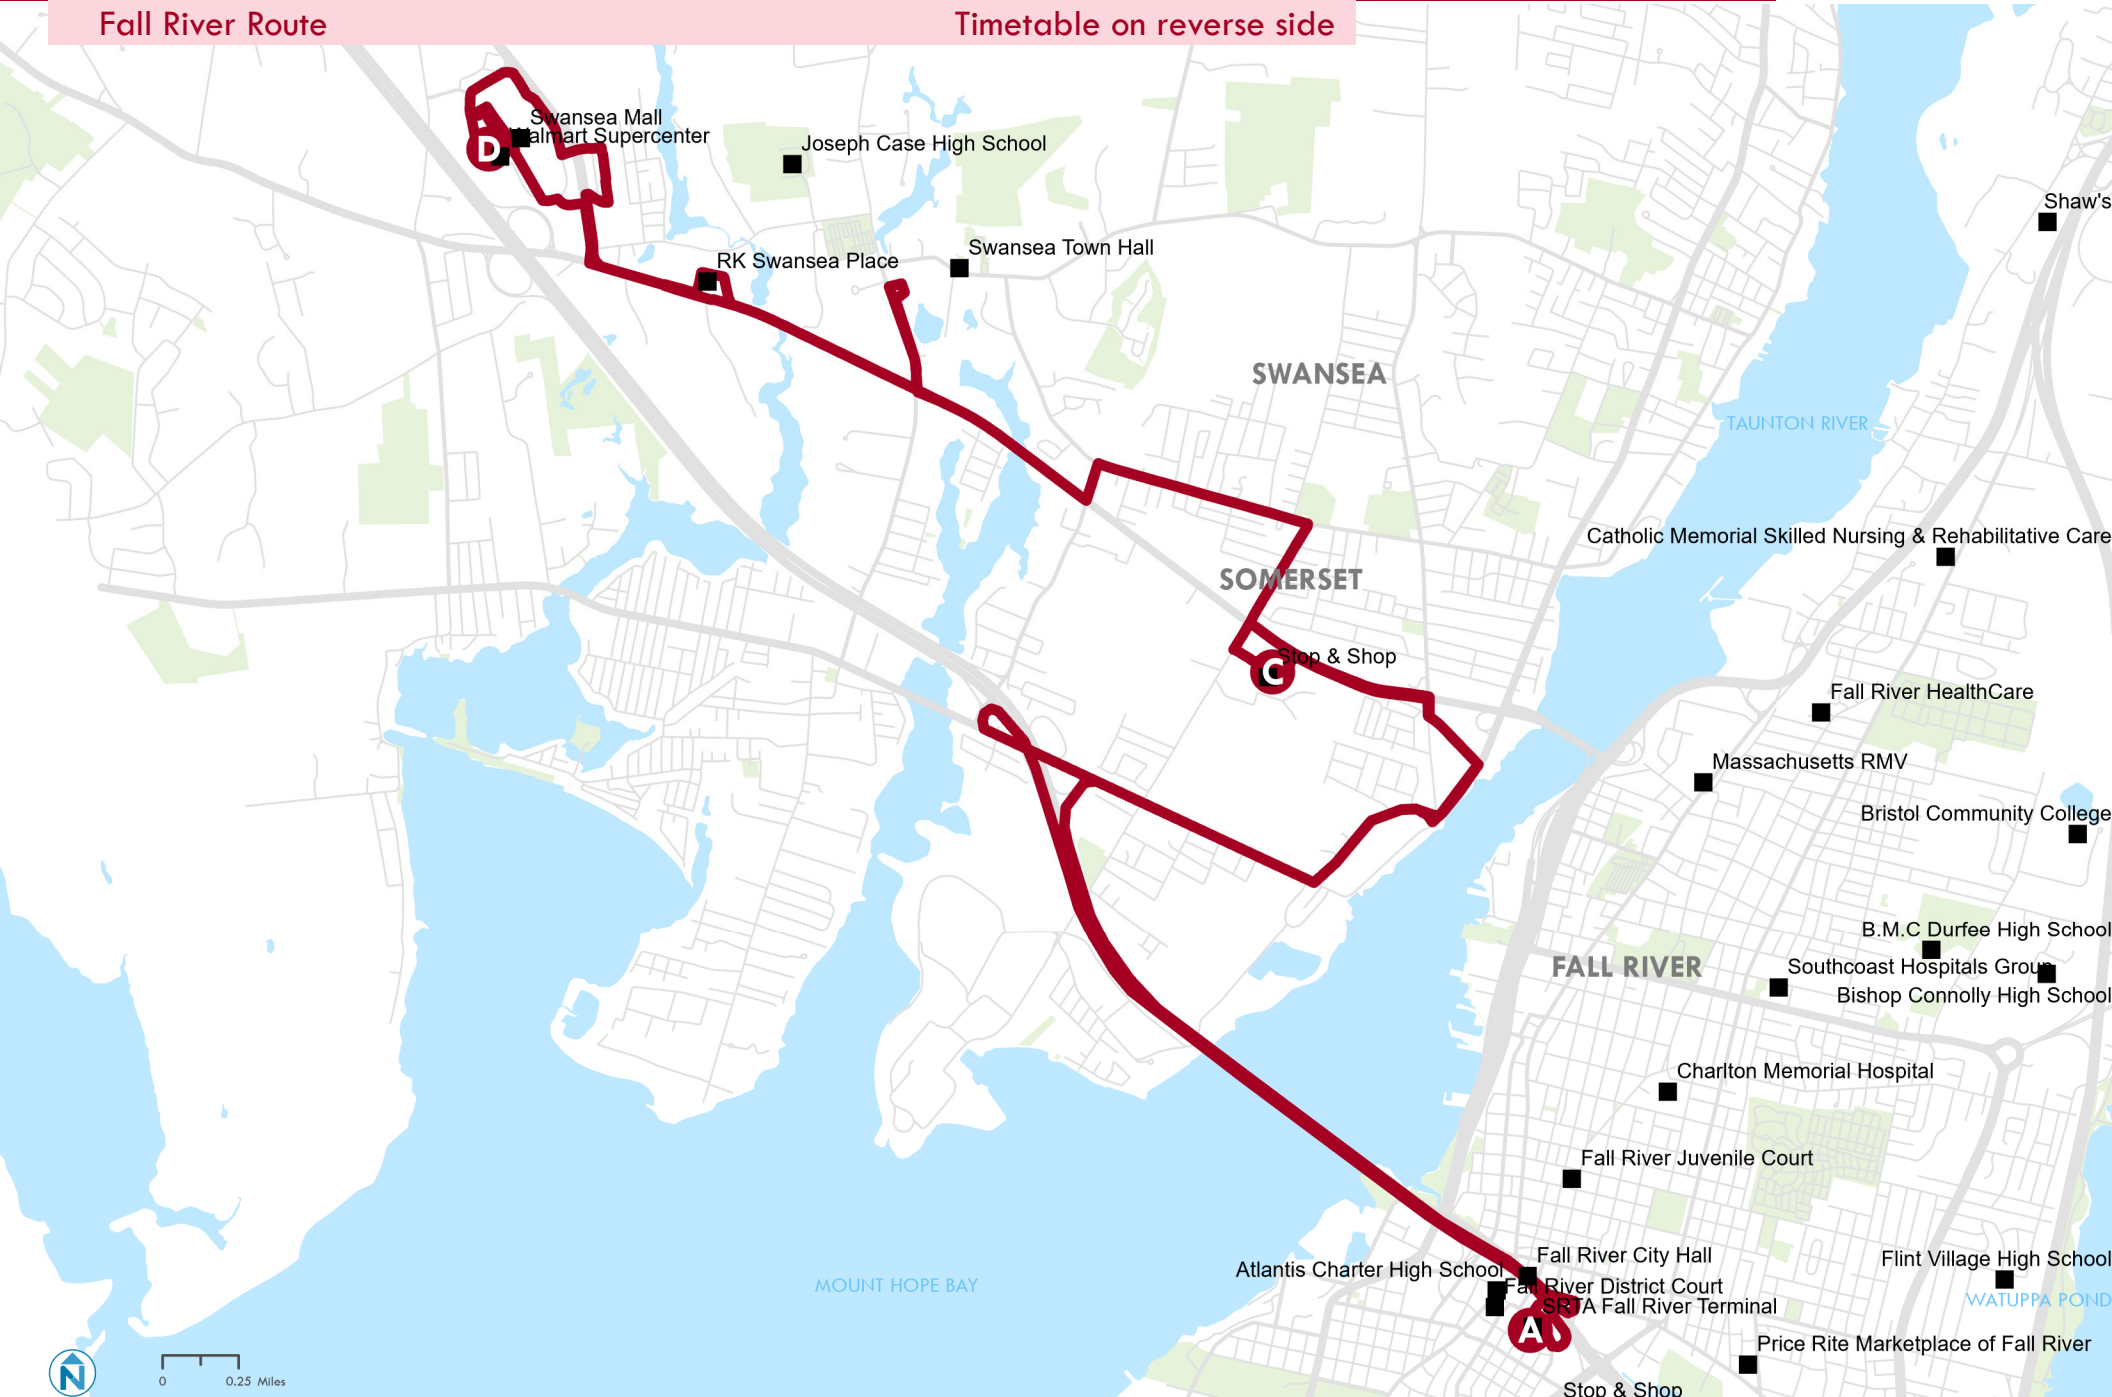 Fall River Route
Timetable on reverse side
Swansea Mall
Walmart Supercenter
D
Joseph Case High School
Shaw's
Swansea Town Hall
RK Swansea Place
SWANSEA
TAUNTON RIVER
Catholic Memorial Skilled Nursing & Rehabilitative Care
SOMERSET
Stop & Shop
C
Fall River HealthCare
Massachusetts RMV
Bristol Community College
B.M.C Durfee High School
FALL RIVER
Southcoast Hospitals Group
Bishop Connolly High School
Charlton Memorial Hospital
Fall River Juvenile Court
Fall River City Hall
Flint Village High School
Atlantis Charter High School
Fall River District Court
MOUNT HOPE BAY
WATUPPA POND
SRTA Fall River Terminal
A
Price Rite Marketplace of Fall River
N
0 0.25 Miles
Stop & Shop